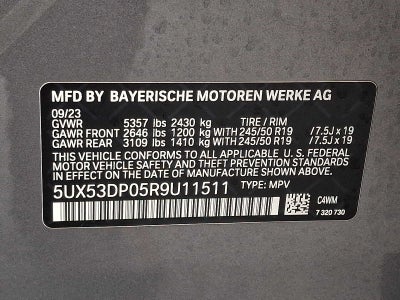 MFD BY BAYERISCHE MOTOREN WERKE AG
09/23
GVWR 5357 lbs 2430 kg TIRE / RIM
GAWR FRONT 2646 lbs 1200 kg WITH 245/50 R19 / 7.5J x 19
GAWR REAR 3109 lbs 1410 kg WITH 245/50 R19 / 7.5J x 19
THIS VEHICLE CONFORMS TO ALL APPLICABLE U. S. FEDERAL
MOTOR VEHICLE SAFETY, BUMPER, AND THEFT PREVENTION
STANDARDS IN EFFECT ON THE DATE OF MANUFACTURE SHOWN ABOVE.
5UX53DP05R9U11511 TYPE: MPV
C4WM
7 320 730